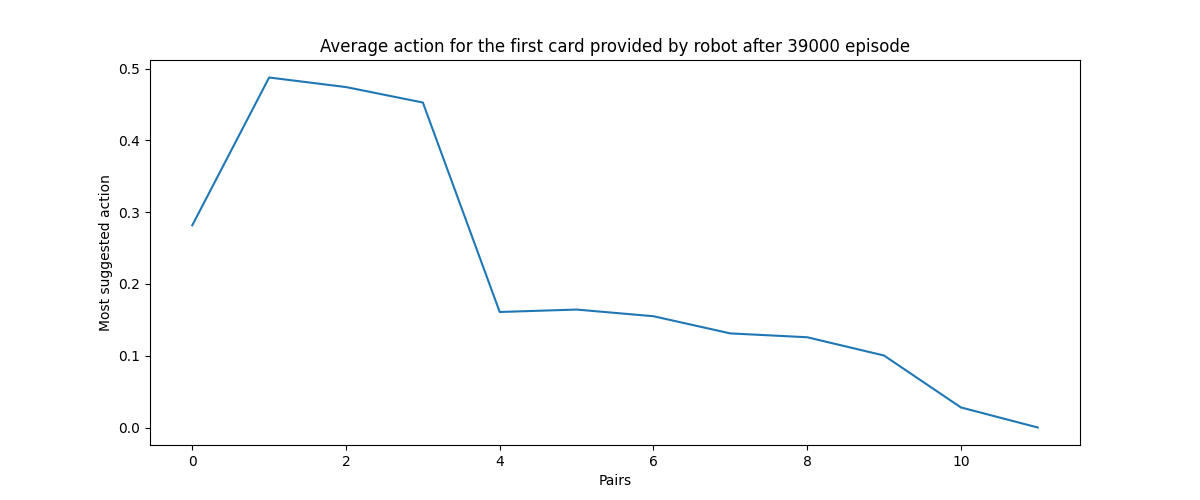 Average action for the first card provided by robot after 39000 episode
Most suggested action
0.5
0.4
0.3
0.2
0.1
0.0
0 2 4 6 8 10
Pairs